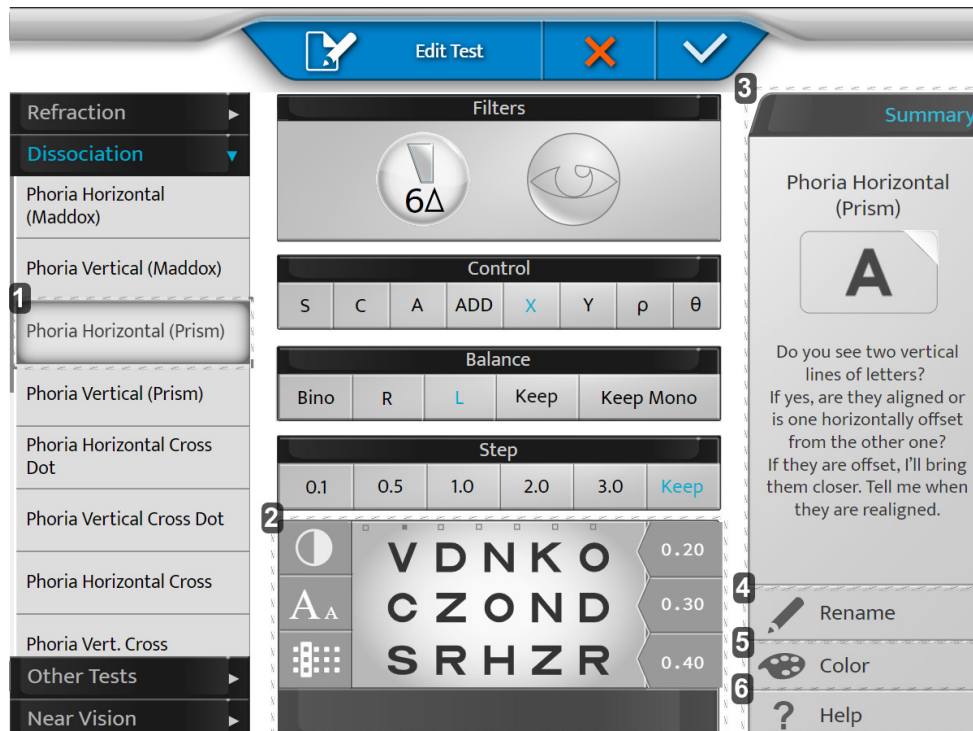 Edit Test
3
Refraction
Dissociation
Phoria Horizontal
(Maddox)
Phoria Vertical (Maddox)
1
Phoria Horizontal (Prism)
Phoria Vertical (Prism)
Phoria Horizontal Cross
Dot
Phoria Vertical Cross Dot
Phoria Horizontal Cross
Phoria Vert. Cross
Other Tests
Near Vision
Filters
6Δ
Control
S C A ADD X Y ρ θ
Balance
Bino R L Keep Keep Mono
Step
0.1 0.5 1.0 2.0 3.0 Keep
2
V D N K O 0.20
A A C Z O N D 0.30
S R H Z R 0.40
Summary
Phoria Horizontal
(Prism)
A
Do you see two vertical
lines of letters?
If yes, are they aligned or
is one horizontally offset
from the other one?
If they are offset, I'll bring
them closer. Tell me when
they are realigned.
4
Rename
5
Color
6
? Help